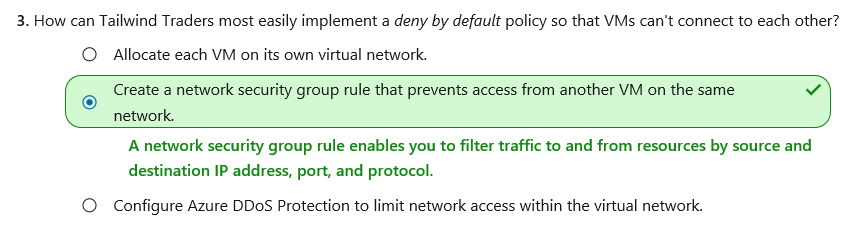 3. How can Tailwind Traders most easily implement a deny by default policy so that VMs can't connect to each other?
Allocate each VM on its own virtual network.
Create a network security group rule that prevents access from another VM on the same
network.
A network security group rule enables you to filter traffic to and from resources by source and
destination IP address, port, and protocol.
Configure Azure DDoS Protection to limit network access within the virtual network.